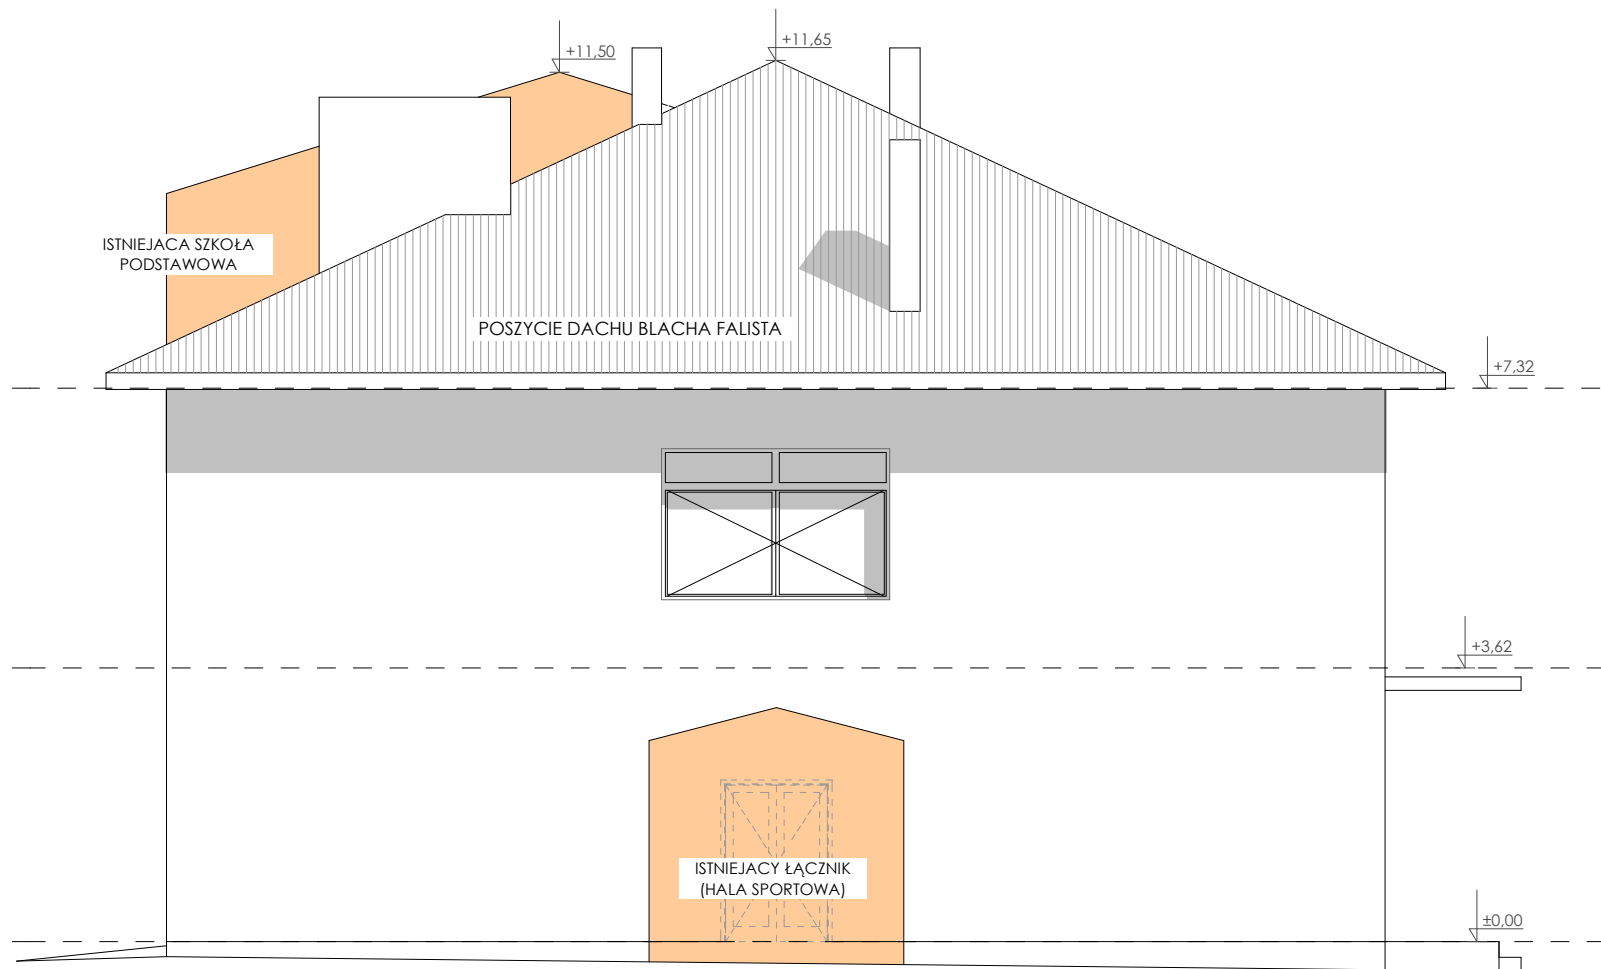 +11,65
+11,50
ISTNIEJACA SZKOŁA
PODSTAWOWA
POSZYCIE DACHU BLACHA FALISTA
+7,32
+3,62
ISTNIEJACY ŁĄCZNIK
(HALA SPORTOWA)
±0,00